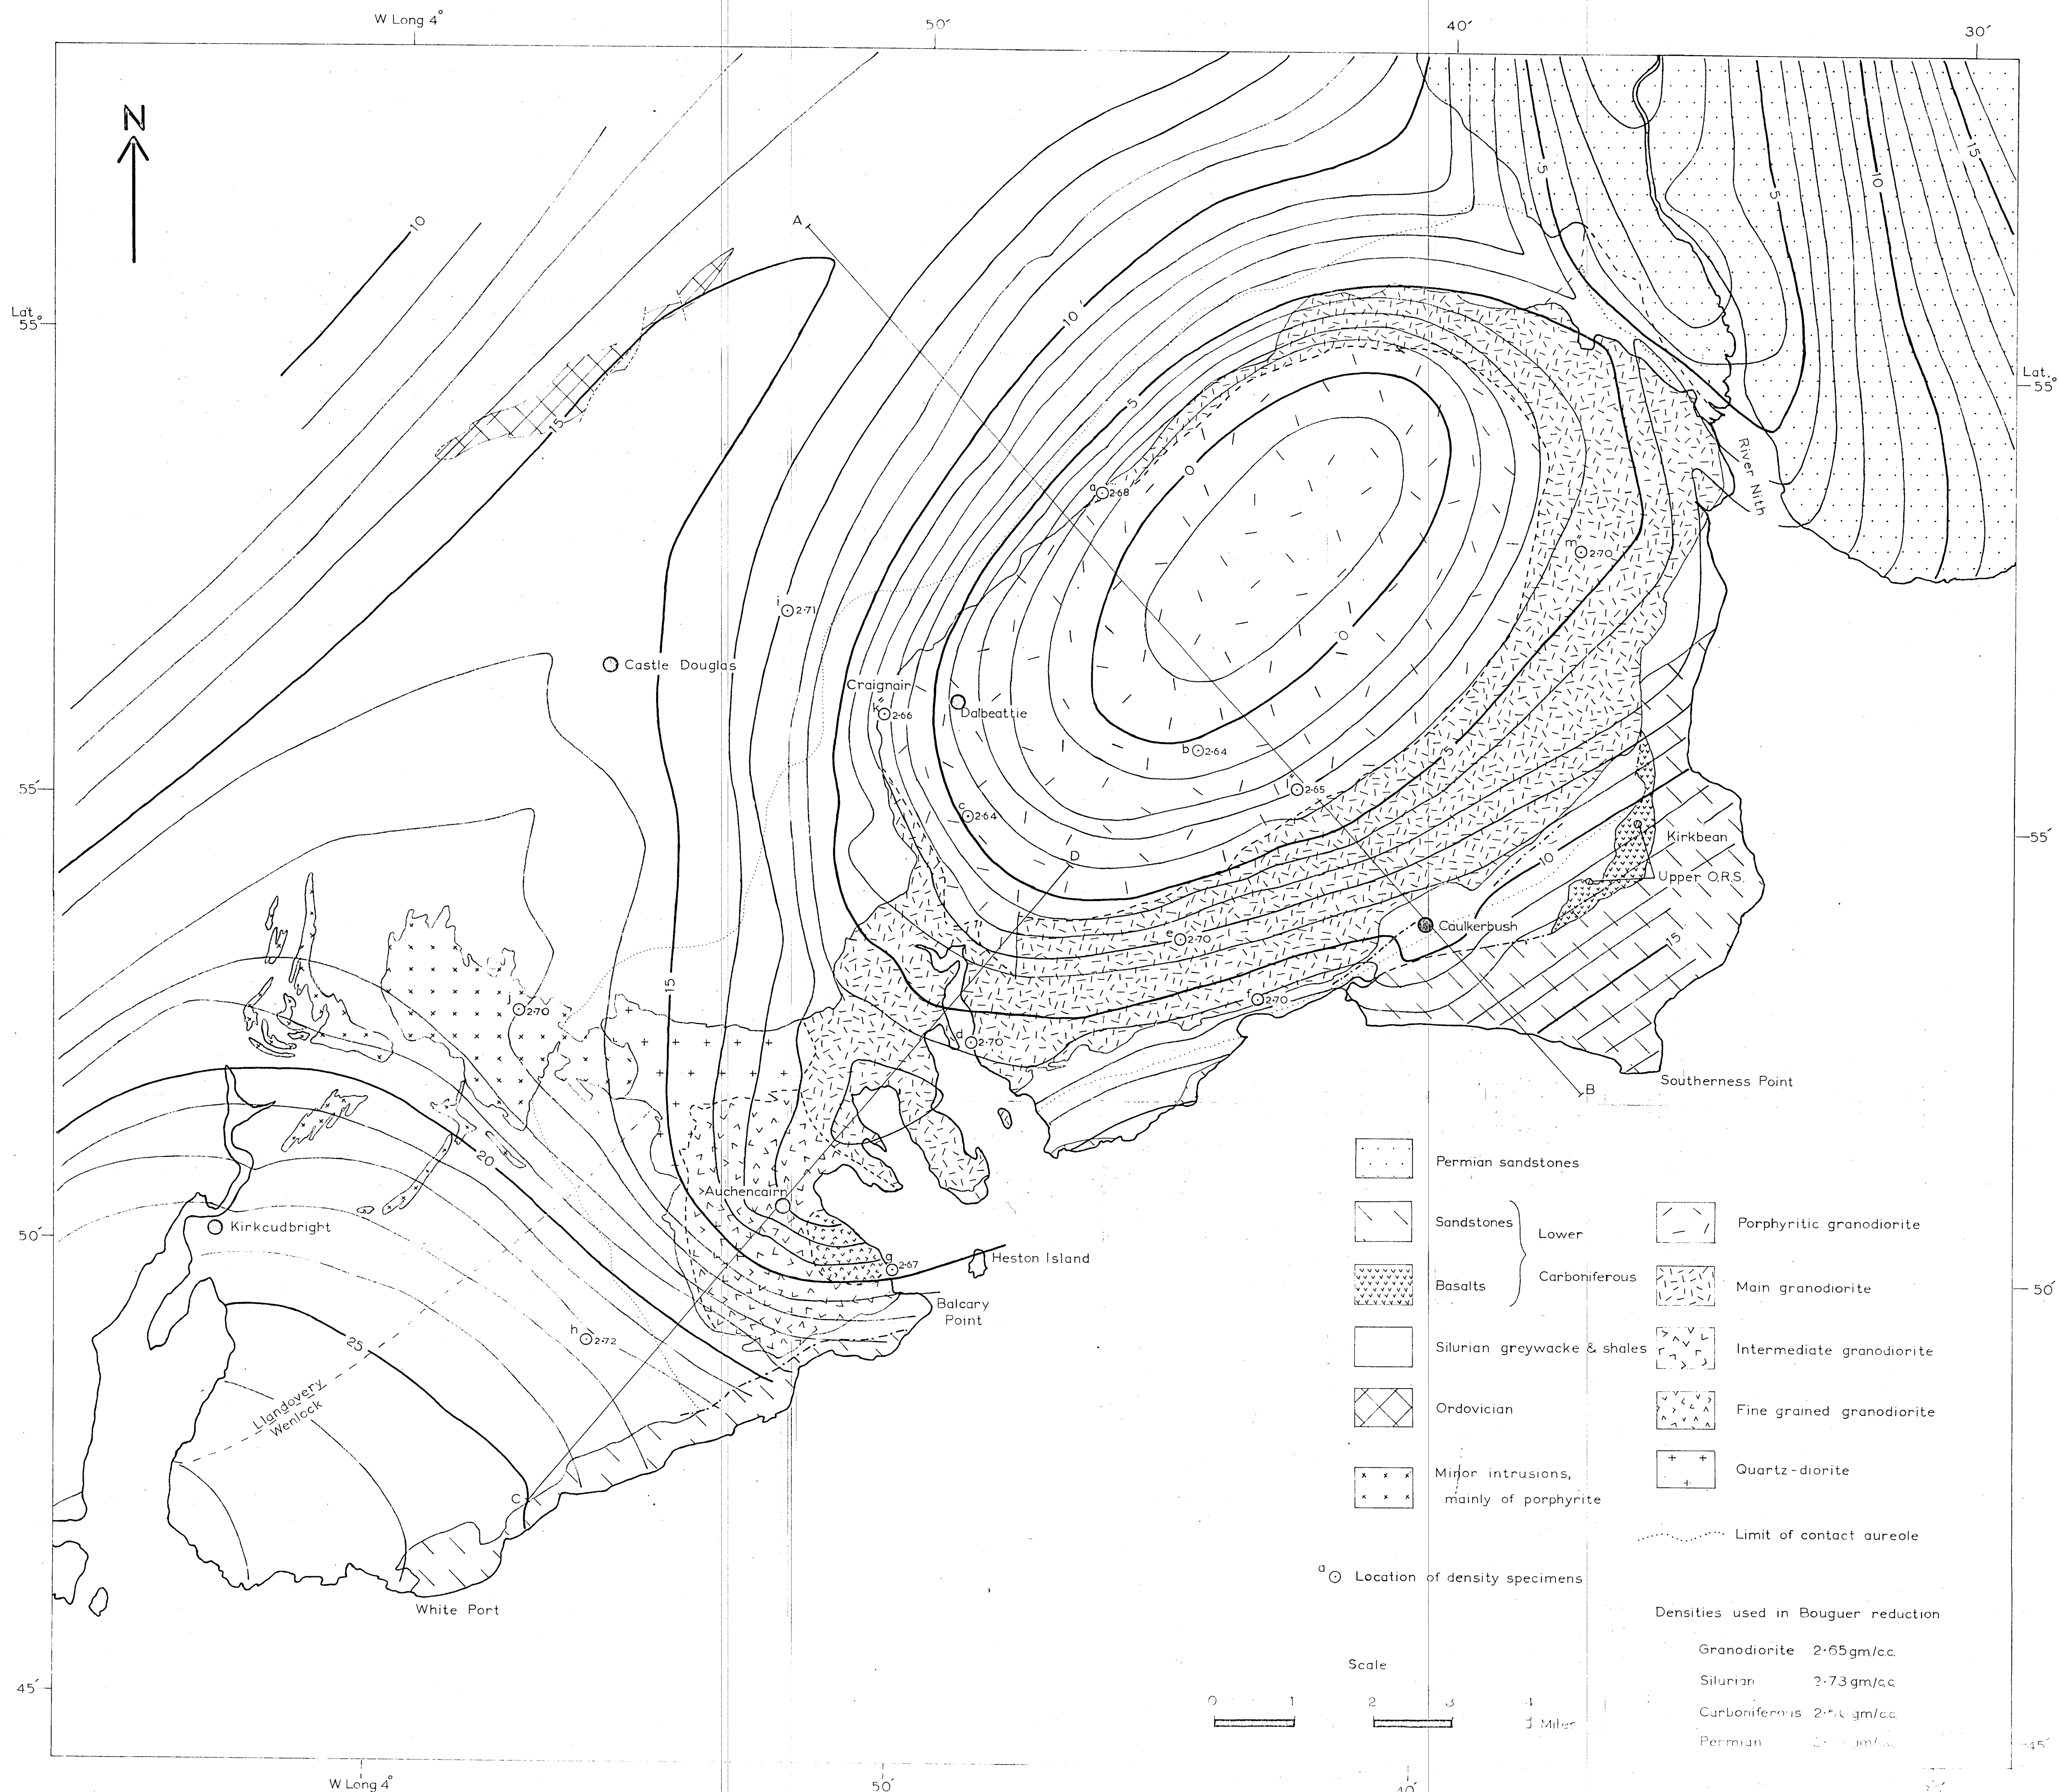 W Long 4°
50′
40′
30′
N
A
10
5
5
10
15
Lat.
55°
Lat.
55°
10
15
5
0
a 2·68
River Nith
m 2·70
i 2·71
0
Castle Douglas
Craignair
k 2·66
Dalbeattie
b 2·64
l 2·65
5
55′
c 2·64
Kirkbean
55′
D
10
Upper O.R.S.
Caulkerbush
e 2·70
15
15
f 2·70
j 2·70
d 2·70
Southerness Point
B
20
Auchencairn
Kirkcudbright
50′
g 2·67
Heston Island
Balcary
Point
50′
h 2·72
25
Llandovery
Wenlock
C
White Port
Permian sandstones
Sandstones
Lower
Basalts
Carboniferous
Silurian greywacke & shales
Ordovician
Minor intrusions,
mainly of porphyrite
Porphyritic granodiorite
Main granodiorite
Intermediate granodiorite
Fine grained granodiorite
Quartz-diorite
Limit of contact aureole
a Location of density specimens
Densities used in Bouguer reduction
Granodiorite 2·65 gm/c.c.
Silurian 2·73 gm/c.c.
Carboniferous gm/c.c.
Permian gm/c.c.
Scale
0 1 2 3 4
Miles
45′
45′
W Long 4°
50′
40′